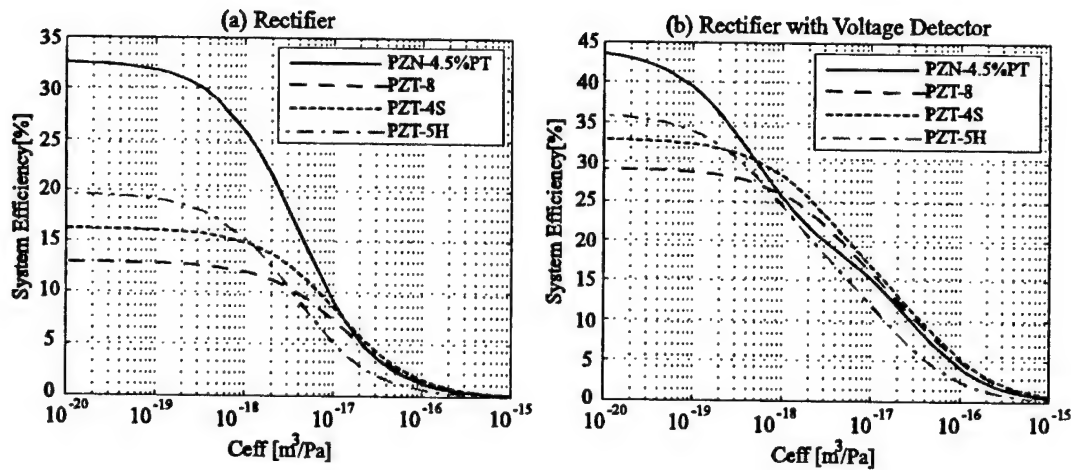 (a) Rectifier
35
30
25
20
15
10
5
0
System Efficiency[%]
PZN-4.5%PT
PZT-8
PZT-4S
PZT-5H
10^-20
10^-19
10^-18
10^-17
10^-16
10^-15
Ceff [m^3/Pa]
(b) Rectifier with Voltage Detector
45
40
35
30
25
20
15
10
5
0
System Efficiency[%]
PZN-4.5%PT
PZT-8
PZT-4S
PZT-5H
10^-20
10^-19
10^-18
10^-17
10^-16
10^-15
Ceff [m^3/Pa]